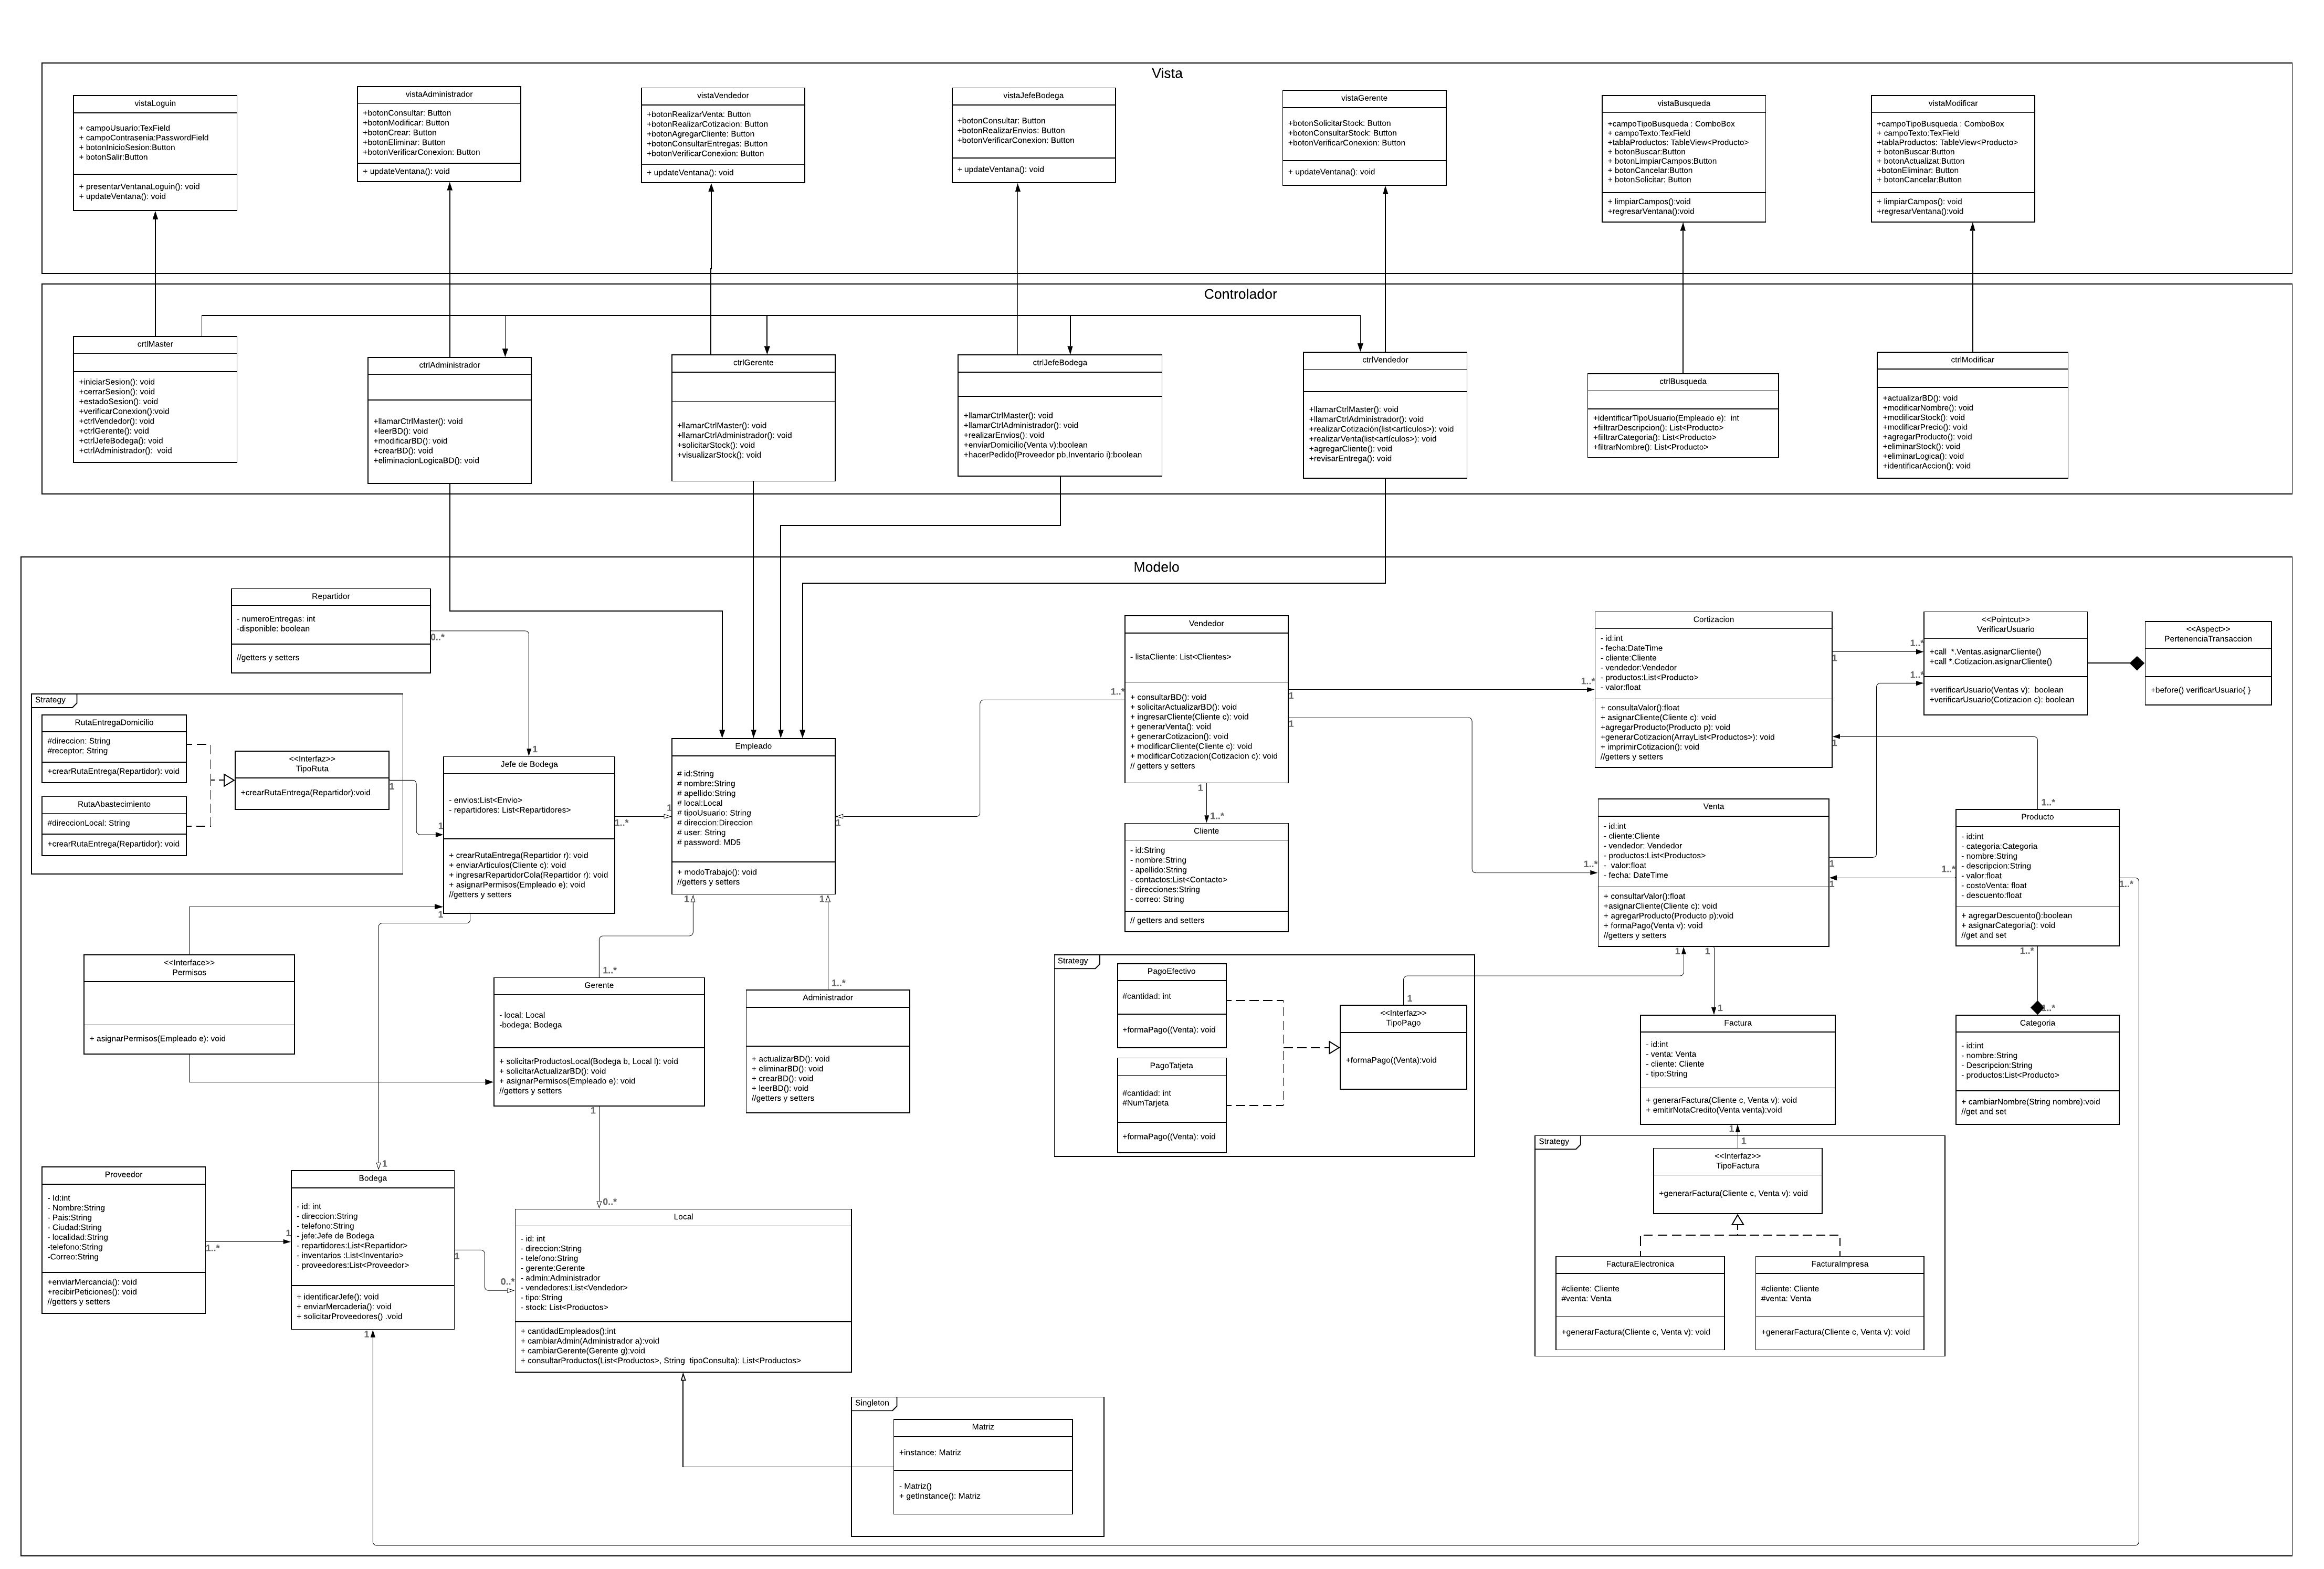 Vista
vistaLoguin
+ campoUsuario:TexField
+ campoContrasenia:PasswordField
+ botonInicioSesion:Button
+ botonSalir:Button
+ presentarVentanaLoguin(): void
+ updateVentana(): void
vistaAdministrador
+botonConsultar: Button
+botonModificar: Button
+botonCrear: Button
+botonEliminar: Button
+botonVerificarConexion: Button
+ updateVentana(): void
vistaVendedor
+botonRealizarVenta: Button
+botonRealizarCotizacion: Button
+botonAgregarCliente: Button
+botonConsultarEntregas: Button
+botonVerificarConexion: Button
+ updateVentana(): void
vistaJefeBodega
+botonConsultar: Button
+botonRealizarEnvios: Button
+botonVerificarConexion: Button
+ updateVentana(): void
vistaGerente
+botonSolicitarStock: Button
+botonConsultarStock: Button
+botonVerificarConexion: Button
+ updateVentana(): void
vistaBusqueda
+campoTipoBusqueda : ComboBox
+ campoTexto:TexField
+tablaProductos: TableView<Producto>
+ botonBuscar:Button
+ botonLimpiarCampos:Button
+ botonCancelar:Button
+ botonSolicitar: Button
+ limpiarCampos():void
+regresarVentana():void
vistaModificar
+campoTipoBusqueda : ComboBox
+ campoTexto:TexField
+tablaProductos: TableView<Producto>
+ botonBuscar:Button
+ botonActualizat:Button
+botonEliminar: Button
+ botonCancelar:Button
+ limpiarCampos(): void
+regresarVentana():void
Controlador
crtlMaster
+iniciarSesion(): void
+cerrarSesion(): void
+estadoSesion(): void
+verificarConexion():void
+ctrlVendedor(): void
+ctrlGerente(): void
+ctrlJefeBodega(): void
+ctrlAdministrador():  void
ctrlAdministrador
+llamarCtrlMaster(): void
+leerBD(): void
+modificarBD(): void
+crearBD(): void
+eliminacionLogicaBD(): void
ctrlGerente
+llamarCtrlMaster(): void
+llamarCtrlAdministrador(): void
+solicitarStock(): void
+visualizarStock(): void
ctrlJefeBodega
+llamarCtrlMaster(): void
+llamarCtrlAdministrador(): void
+realizarEnvios(): void
+enviarDomicilio(Venta v):boolean
+hacerPedido(Proveedor pb,Inventario i):boolean
ctrlVendedor
+llamarCtrlMaster(): void
+llamarCtrlAdministrador(): void
+realizarCotización(list<artículos>): void
+realizarVenta(list<artículos>): void
+agregarCliente(): void
+revisarEntrega(): void
ctrlBusqueda
+identificarTipoUsuario(Empleado e):  int
+fiiltrarDescripcion(): List<Producto>
+fiiltrarCategoria(): List<Producto>
+filtrarNombre(): List<Producto>
ctrlModificar
+actualizarBD(): void
+modificarNombre(): void
+modificarStock(): void
+modificarPrecio(): void
+agregarProducto(): void
+eliminarStock(): void
+eliminarLogica(): void
+identificarAccion(): void
Modelo
Repartidor
- numeroEntregas: int
-disponible: boolean
//getters y setters
0..*
1
Strategy
RutaEntregaDomicilio
#direccion: String
#receptor: String
+crearRutaEntrega(Repartidor): void
RutaAbastecimiento
#direccionLocal: String
+crearRutaEntrega(Repartidor): void
<<Interfaz>>
TipoRuta
+crearRutaEntrega(Repartidor):void
1
1
Jefe de Bodega
- envios:List<Envio>
- repartidores: List<Repartidores>
+ crearRutaEntrega(Repartidor r): void
+ enviarArticulos(Cliente c): void
+ ingresarRepartidorCola(Repartidor r): void
+ asignarPermisos(Empleado e): void
//getters y setters
1..*
1
1
Empleado
# id:String
# nombre:String
# apellido:String
# local:Local
# tipoUsuario: String
# direccion:Direccion
# user: String
# password: MD5
+ modoTrabajo(): void
//getters y setters
1
1
1
Vendedor
- listaCliente: List<Clientes>
+ consultarBD(): void
+ solicitarActualizarBD(): void
+ ingresarCliente(Cliente c): void
+ generarVenta(): void
+ generarCotizacion(): void
+ modificarCliente(Cliente c): void
+ modificarCotizacion(Cotizacion c): void
// getters y setters
1..*
1
1
1
1..*
Cliente
- id:String
- nombre:String
- apellido:String
- contactos:List<Contacto>
- direcciones:String
- correo: String
// getters and setters
Cortizacion
- id:int
- fecha:DateTime
- cliente:Cliente
- vendedor:Vendedor
- productos:List<Producto>
- valor:float
+ consultaValor():float
+ asignarCliente(Cliente c): void
+agregarProducto(Producto p): void
+generarCotizacion(ArrayList<Productos>): void
+ imprimirCotizacion(): void
//getters y setters
1..*
1
1
<<Pointcut>>
VerificarUsuario
+call  *.Ventas.asignarCliente()
+call *.Cotizacion.asignarCliente()
+verificarUsuario(Ventas v):  boolean
+verificarUsuario(Cotizacion c): boolean
1..*
1..*
<<Aspect>>
PertenenciaTransaccion
+before() verificarUsuario{ }
Venta
- id:int
- cliente:Cliente
- vendedor: Vendedor
- productos:List<Productos>
-  valor:float
- fecha: DateTime
+ consultarValor():float
+asignarCliente(Cliente c): void
+ agregarProducto(Producto p):void
+ formaPago(Venta v): void
//getters y setters
1..*
1
1
1
1
Producto
- id:int
- categoria:Categoria
- nombre:String
- descripcion:String
- valor:float
- costoVenta: float
- descuento:float
+ agregarDescuento():boolean
+ asignarCategoria(): void
//get and set
1..*
1..*
1..*
1..*
<<Interface>>
Permisos
+ asignarPermisos(Empleado e): void
Gerente
- local: Local
-bodega: Bodega
+ solicitarProductosLocal(Bodega b, Local l): void
+ solicitarActualizarBD(): void
+ asignarPermisos(Empleado e): void
//getters y setters
1..*
1
Administrador
+ actualizarBD(): void
+ eliminarBD(): void
+ crearBD(): void
+ leerBD(): void
//getters y setters
1..*
Strategy
PagoEfectivo
#cantidad: int
+formaPago((Venta): void
PagoTatjeta
#cantidad: int
#NumTarjeta
+formaPago((Venta): void
<<Interfaz>>
TipoPago
+formaPago((Venta):void
1
Factura
- id:int
- venta: Venta
- cliente: Cliente
- tipo:String
+ generarFactura(Cliente c, Venta v): void
+ emitirNotaCredito(Venta venta):void
1
1
Categoria
- id:int
- nombre:String
- Descripcion:String
- productos:List<Producto>
+ cambiarNombre(String nombre):void
//get and set
1..*
Strategy
1
<<Interfaz>>
TipoFactura
+generarFactura(Cliente c, Venta v): void
FacturaElectronica
#cliente: Cliente
#venta: Venta
+generarFactura(Cliente c, Venta v): void
FacturaImpresa
#cliente: Cliente
#venta: Venta
+generarFactura(Cliente c, Venta v): void
Proveedor
- Id:int
- Nombre:String
- Pais:String
- Ciudad:String
- localidad:String
-telefono:String
-Correo:String
+enviarMercancia(): void
+recibirPeticiones(): void
//getters y setters
1..*
1
1
Bodega
- id: int
- direccion:String
- telefono:String
- jefe:Jefe de Bodega
- repartidores:List<Repartidor>
- inventarios :List<Inventario>
- proveedores:List<Proveedor>
+ identificarJefe(): void
+ enviarMercaderia(): void
+ solicitarProveedores() .void
1
1
0..*
0..*
Local
- id: int
- direccion:String
- telefono:String
- gerente:Gerente
- admin:Administrador
- vendedores:List<Vendedor>
- tipo:String
- stock: List<Productos>
+ cantidadEmpleados():int
+ cambiarAdmin(Administrador a):void
+ cambiarGerente(Gerente g):void
+ consultarProductos(List<Productos>, String  tipoConsulta): List<Productos>
Singleton
Matriz
+instance: Matriz
- Matriz()
+ getInstance(): Matriz